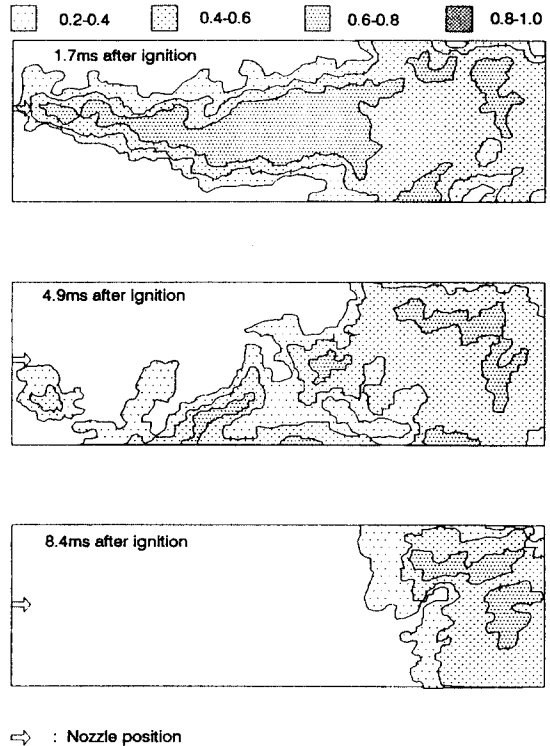 0.2-0.4 0.4-0.6 0.6-0.8 0.8-1.0
1.7ms after ignition
4.9ms after ignition
8.4ms after ignition
: Nozzle position